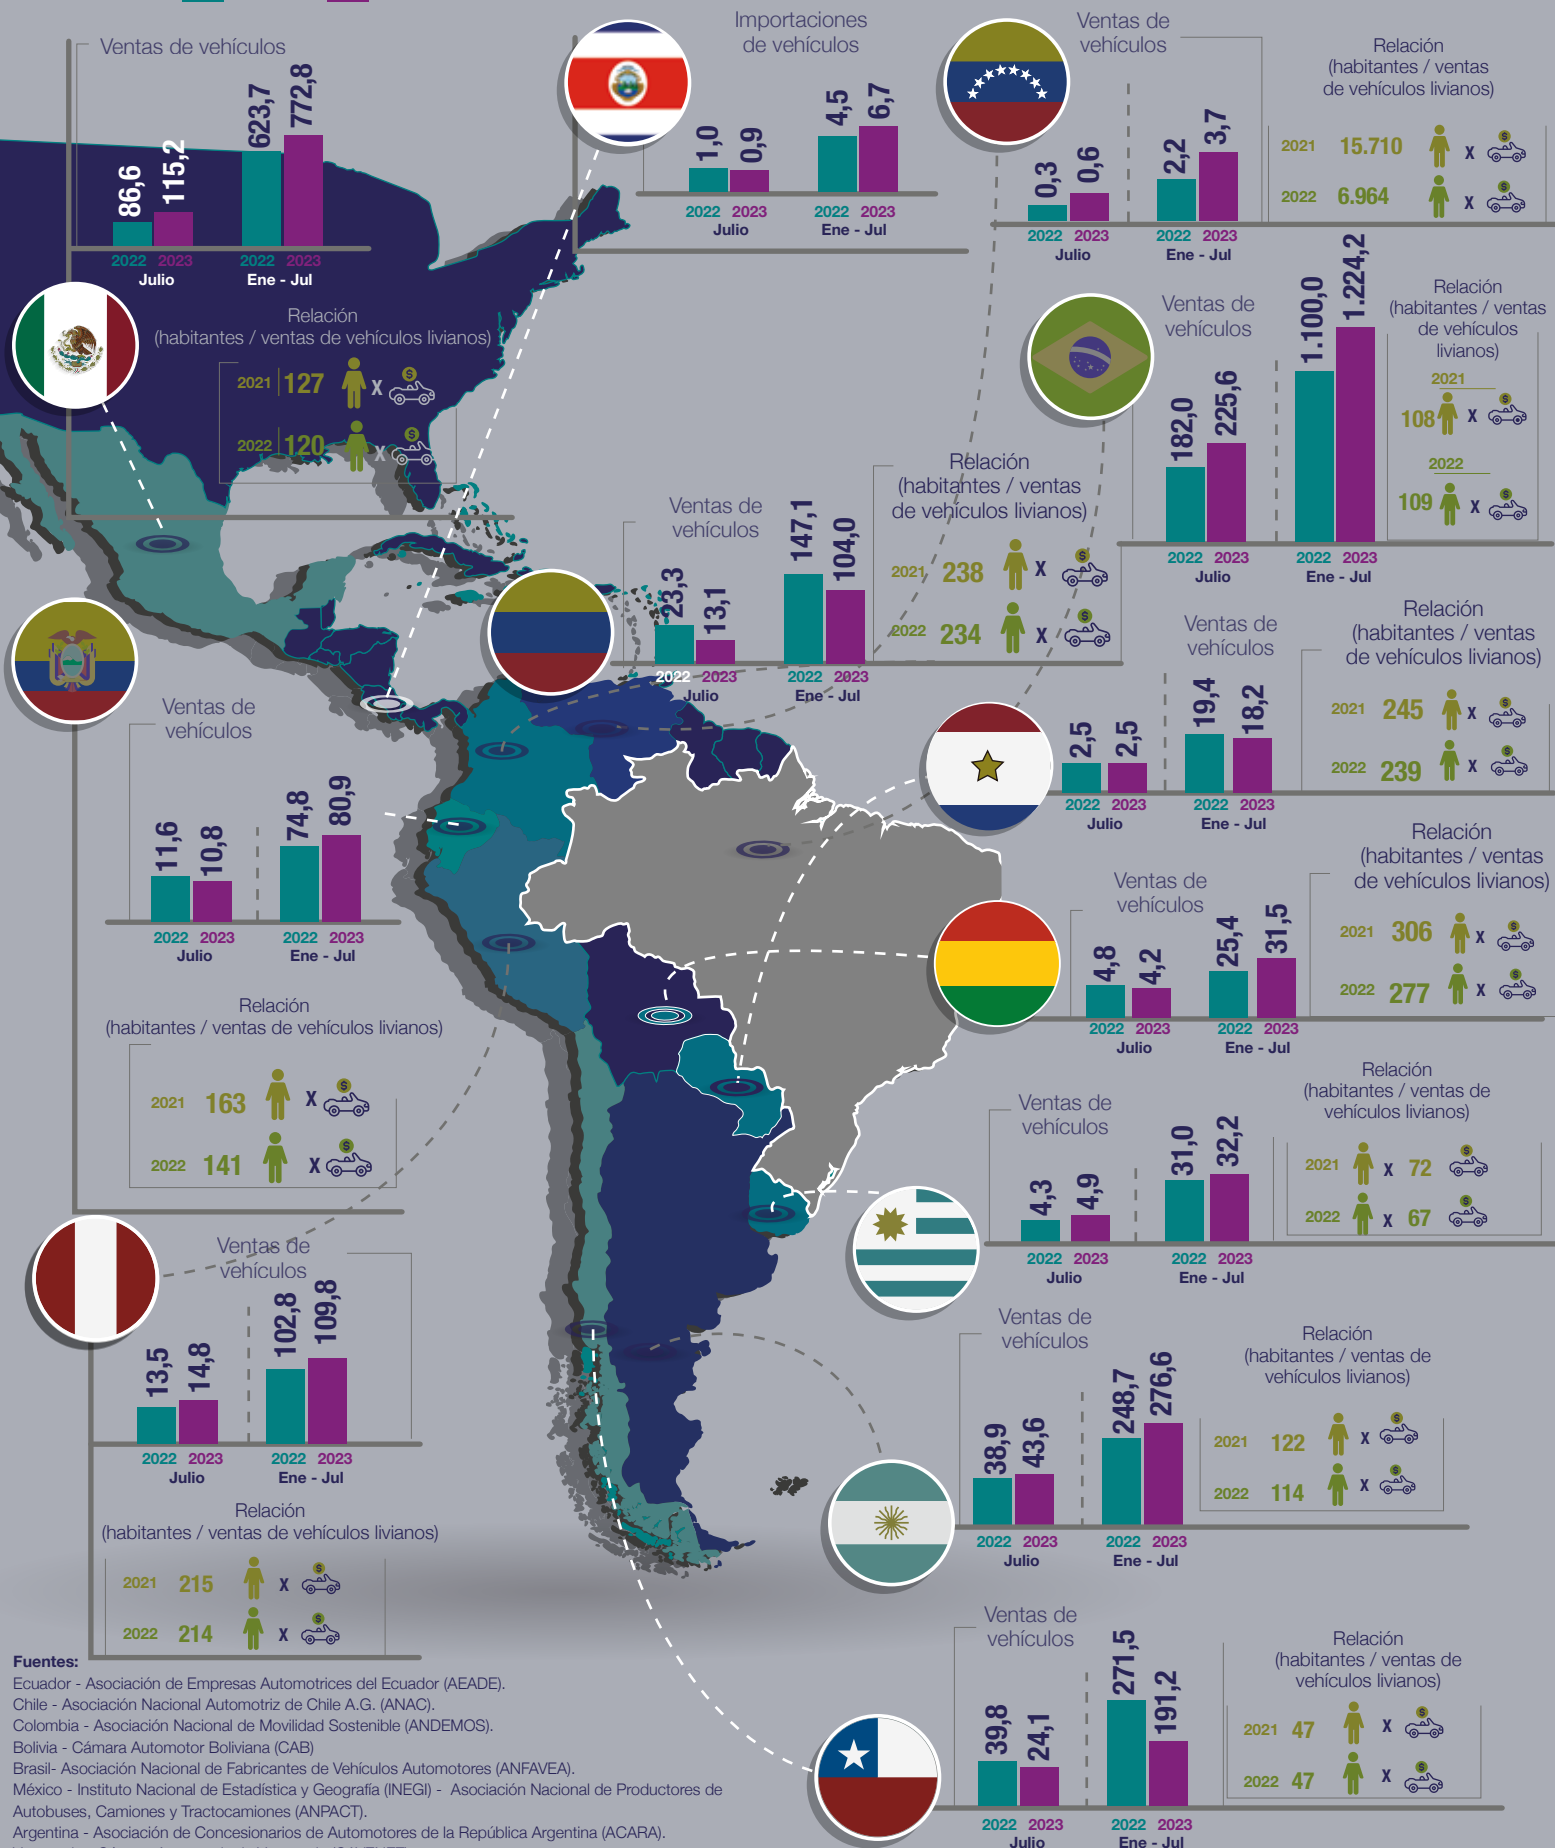 Ventas de vehículos
86,6
115,2
623,7
772,8
2022 2023
Julio
2022 2023
Ene - Jul
Relación
(habitantes / ventas de vehículos livianos)
2021 127 X $
2022 120 X $
Importaciones
de vehículos
1,0
0,9
4,5
6,7
2022 2023
Julio
2022 2023
Ene - Jul
Ventas de
vehículos
0,3
0,6
2,2
3,7
2022 2023
Julio
2022 2023
Ene - Jul
Relación
(habitantes / ventas
de vehículos livianos)
2021 15.710 X $
2022 6.964 X $
Ventas de
vehículos
182,0
225,6
1.100,0
1.224,2
2022 2023
Julio
2022 2023
Ene - Jul
Relación
(habitantes / ventas
de vehículos
livianos)
2021
108 X $
2022
109 X $
Ventas de
vehículos
23,3
13,1
147,1
104,0
2022 2023
Julio
2022 2023
Ene - Jul
Relación
(habitantes / ventas
de vehículos livianos)
2021 238 X $
2022 234 X $
Ventas de
vehículos
2,5
2,5
19,4
18,2
2022 2023
Julio
2022 2023
Ene - Jul
Relación
(habitantes / ventas
de vehículos livianos)
2021 245 X $
2022 239 X $
Ventas de
vehículos
11,6
10,8
74,8
80,9
2022 2023
Julio
2022 2023
Ene - Jul
Relación
(habitantes / ventas de vehículos livianos)
2021 163 X $
2022 141 X $
Ventas de
vehículos
4,8
4,2
25,4
31,5
2022 2023
Julio
2022 2023
Ene - Jul
Relación
(habitantes / ventas
de vehículos livianos)
2021 306 X $
2022 277 X $
Ventas de
vehículos
4,3
4,9
31,0
32,2
2022 2023
Julio
2022 2023
Ene - Jul
Relación
(habitantes / ventas de
vehículos livianos)
2021 X 72 $
2022 X 67 $
Ventas de
vehículos
13,5
14,8
102,8
109,8
2022 2023
Julio
2022 2023
Ene - Jul
Relación
(habitantes / ventas de vehículos livianos)
2021 215 X $
2022 214 X $
Ventas de
vehículos
38,9
43,6
248,7
276,6
2022 2023
Julio
2022 2023
Ene - Jul
Relación
(habitantes / ventas de
vehículos livianos)
2021 122 X $
2022 114 X $
Ventas de
vehículos
39,8
24,1
271,5
191,2
2022 2023
Julio
2022 2023
Ene - Jul
Relación
(habitantes / ventas de
vehículos livianos)
2021 47 X $
2022 47 X $
Fuentes:
Ecuador - Asociación de Empresas Automotrices del Ecuador (AEADE).
Chile - Asociación Nacional Automotriz de Chile A.G. (ANAC).
Colombia - Asociación Nacional de Movilidad Sostenible (ANDEMOS).
Bolivia - Cámara Automotor Boliviana (CAB)
Brasil- Asociación Nacional de Fabricantes de Vehículos Automotores (ANFAVEA).
México - Instituto Nacional de Estadística y Geografía (INEGI) - Asociación Nacional de Productores de
Autobuses, Camiones y Tractocamiones (ANPACT).
Argentina - Asociación de Concesionarios de Automotores de la República Argentina (ACARA).